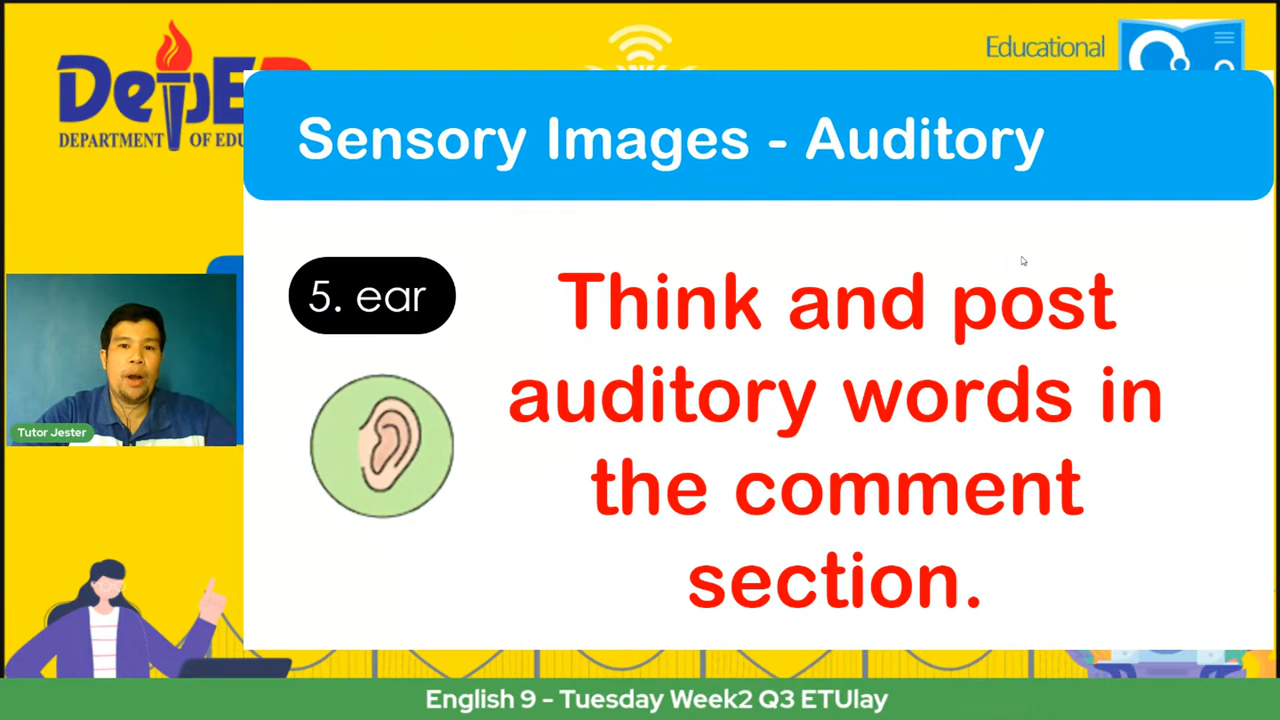 DepE
DEPARTMENT OF EDU
Educational
Sensory Images - Auditory
5. ear
Think and post
auditory words in
the comment
section.
Tutor Jester
English 9 - Tuesday Week2 Q3 ETUlay